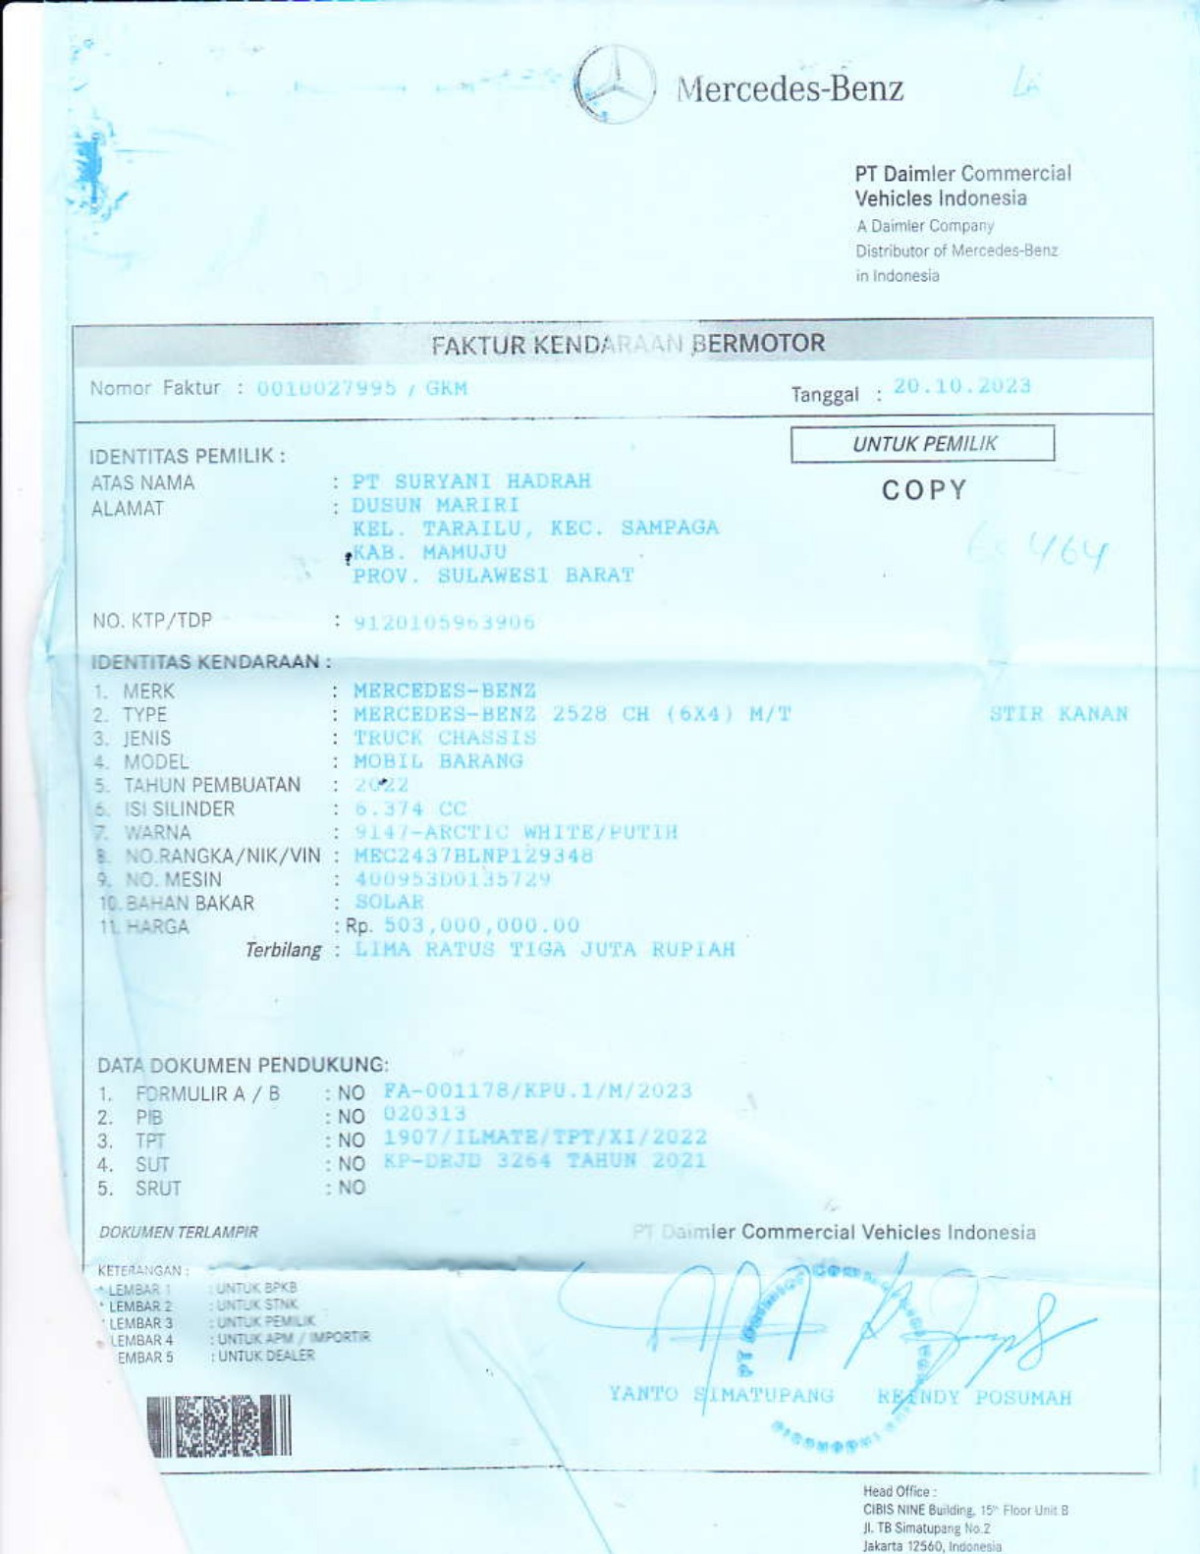 Mercedes-Benz
PT Daimler Commercial
Vehicles Indonesia
A Daimler Company
Distributor of Mercedes-Benz
in Indonesia
FAKTUR KENDARAAN BERMOTOR
Nomor Faktur : 0010027995 / GKM
Tanggal : 20.10.2023
UNTUK PEMILIK
COPY
IDENTITAS PEMILIK :
ATAS NAMA : PT SURYANI HADRAH
ALAMAT : DUSUN MARIRI
KEL. TARAILU, KEC. SAMPAGA
KAB. MAMUJU
PROV. SULAWESI BARAT
464
NO. KTP/TDP : 9120105963906
IDENTITAS KENDARAAN :
1. MERK : MERCEDES-BENZ
2. TYPE : MERCEDES-BENZ 2528 CH (6X4) M/T STIR KANAN
3. JENIS : TRUCK CHASSIS
4. MODEL : MOBIL BARANG
5. TAHUN PEMBUATAN : 2022
6. ISI SILINDER : 6.374 CC
7. WARNA : 9147-ARCTIC WHITE/PUTIH
8. NO.RANGKA/NIK/VIN : MEC2437BLNP129348
9. NO. MESIN : 400953D0135729
10. BAHAN BAKAR : SOLAR
11. HARGA : Rp. 503,000,000.00
Terbilang : LIMA RATUS TIGA JUTA RUPIAH
DATA DOKUMEN PENDUKUNG:
1. FORMULIR A / B : NO FA-001178/KPU.1/M/2023
2. PIB : NO 020313
3. TPT : NO 1907/ILMATE/TPT/XI/2022
4. SUT : NO KP-DRJD 3264 TAHUN 2021
5. SRUT : NO
DOKUMEN TERLAMPIR
PT Daimler Commercial Vehicles Indonesia
KETERANGAN :
* LEMBAR 1 : UNTUK BPKB
* LEMBAR 2 : UNTUK STNK
* LEMBAR 3 : UNTUK PEMILIK
* LEMBAR 4 : UNTUK APM / IMPORTIR
EMBAR 5 : UNTUK DEALER
YANTO SIMATUPANG REENDY POSUMAH
Head Office :
CIBIS NINE Building, 15th Floor Unit B
Jl. TB Simatupang No.2
Jakarta 12560, Indonesia